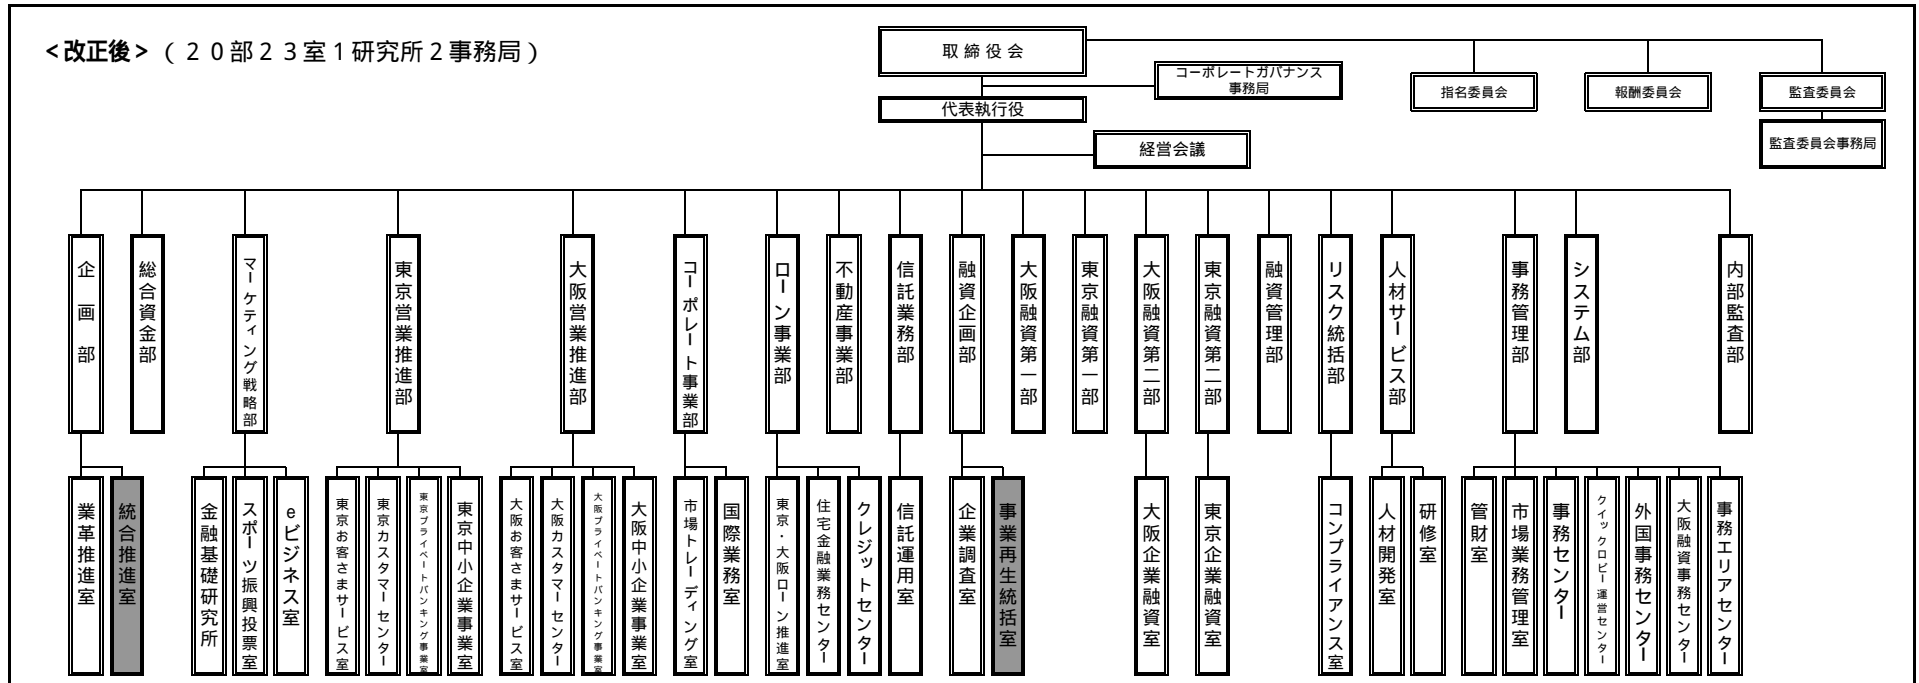 <改正後>（２０部２３室１研究所２事務局）
取締役会
コーポレートガバナンス
事務局
代表執行役
指名委員会
報酬委員会
監査委員会
監査委員会事務局
経営会議
企画部
総合資金部
マーケティング戦略部
東京営業推進部
大阪営業推進部
コーポレート事業部
ローン事業部
不動産事業部
信託業務部
融資企画部
大阪融資第一部
東京融資第一部
大阪融資第二部
東京融資第二部
融資管理部
リスク統括部
人材サービス部
事務管理部
システム部
内部監査部
業革推進室
統合推進室
金融基礎研究所
スポーツ振興投票室
eビジネス室
東京お客さまサービス室
東京カスタマーセンター
東京プライベートバンキング事業室
東京中小企業事業室
大阪お客さまサービス室
大阪カスタマーセンター
大阪プライベートバンキング事業室
大阪中小企業事業室
市場トレーディング室
国際業務室
東京・大阪ローン推進室
住宅金融業務センター
クレジットセンター
信託運用室
企業調査室
事業再生統括室
大阪企業融資室
東京企業融資室
コンプライアンス室
人材開発室
研修室
管財室
市場業務管理室
事務センター
クイックロビー運営センター
外国事務センター
大阪融資事務センター
事務エリアセンター